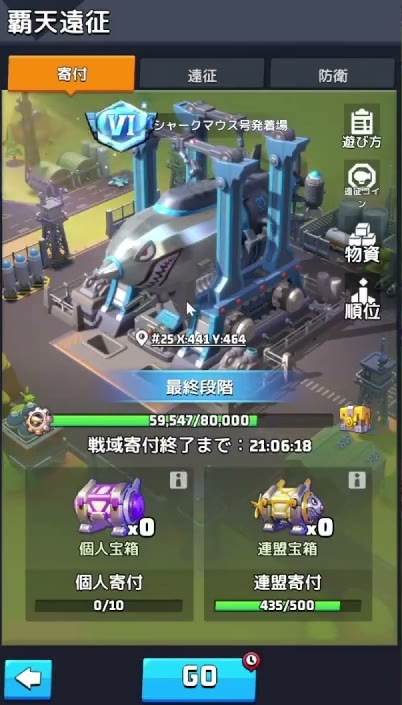 覇天遠征
寄付
遠征
防衛
VI
シャークマウス号発着場
遊び方
遠征コイン
物資
順位
#25 X:441 Y:464
最終段階
59,547/80,000
戦域寄付終了まで：21:06:18
x0
個人宝箱
x0
連盟宝箱
個人寄付
0/10
連盟寄付
435/500
GO